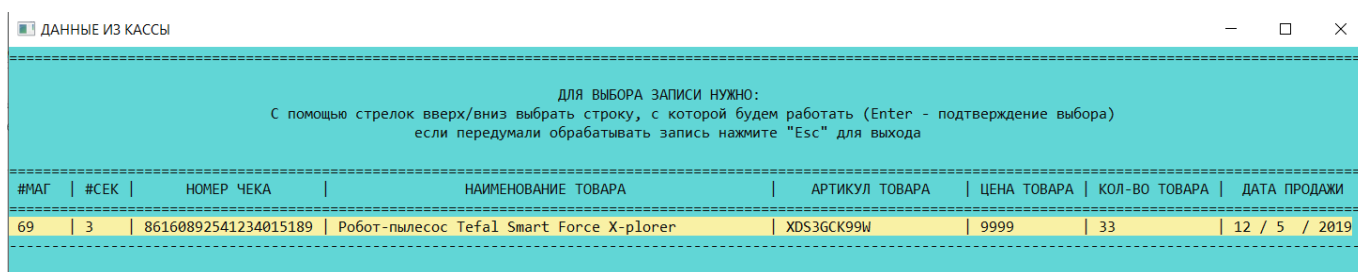 ДАННЫЕ ИЗ КАССЫ
ДЛЯ ВЫБОРА ЗАПИСИ НУЖНО:
С помощью стрелок вверх/вниз выбрать строку, с которой будем работать (Enter - подтверждение выбора)
если передумали обрабатывать запись нажмите "Esc" для выхода
#МАГ | #СЕК | НОМЕР ЧЕКА | НАИМЕНОВАНИЕ ТОВАРА | АРТИКУЛ ТОВАРА | ЦЕНА ТОВАРА | КОЛ-ВО ТОВАРА | ДАТА ПРОДАЖИ
69 | 3 | 86160892541234015189 | Робот-пылесос Tefal Smart Force X-plorer | XDS3GCK99W | 9999 | 33 | 12 / 5 / 2019